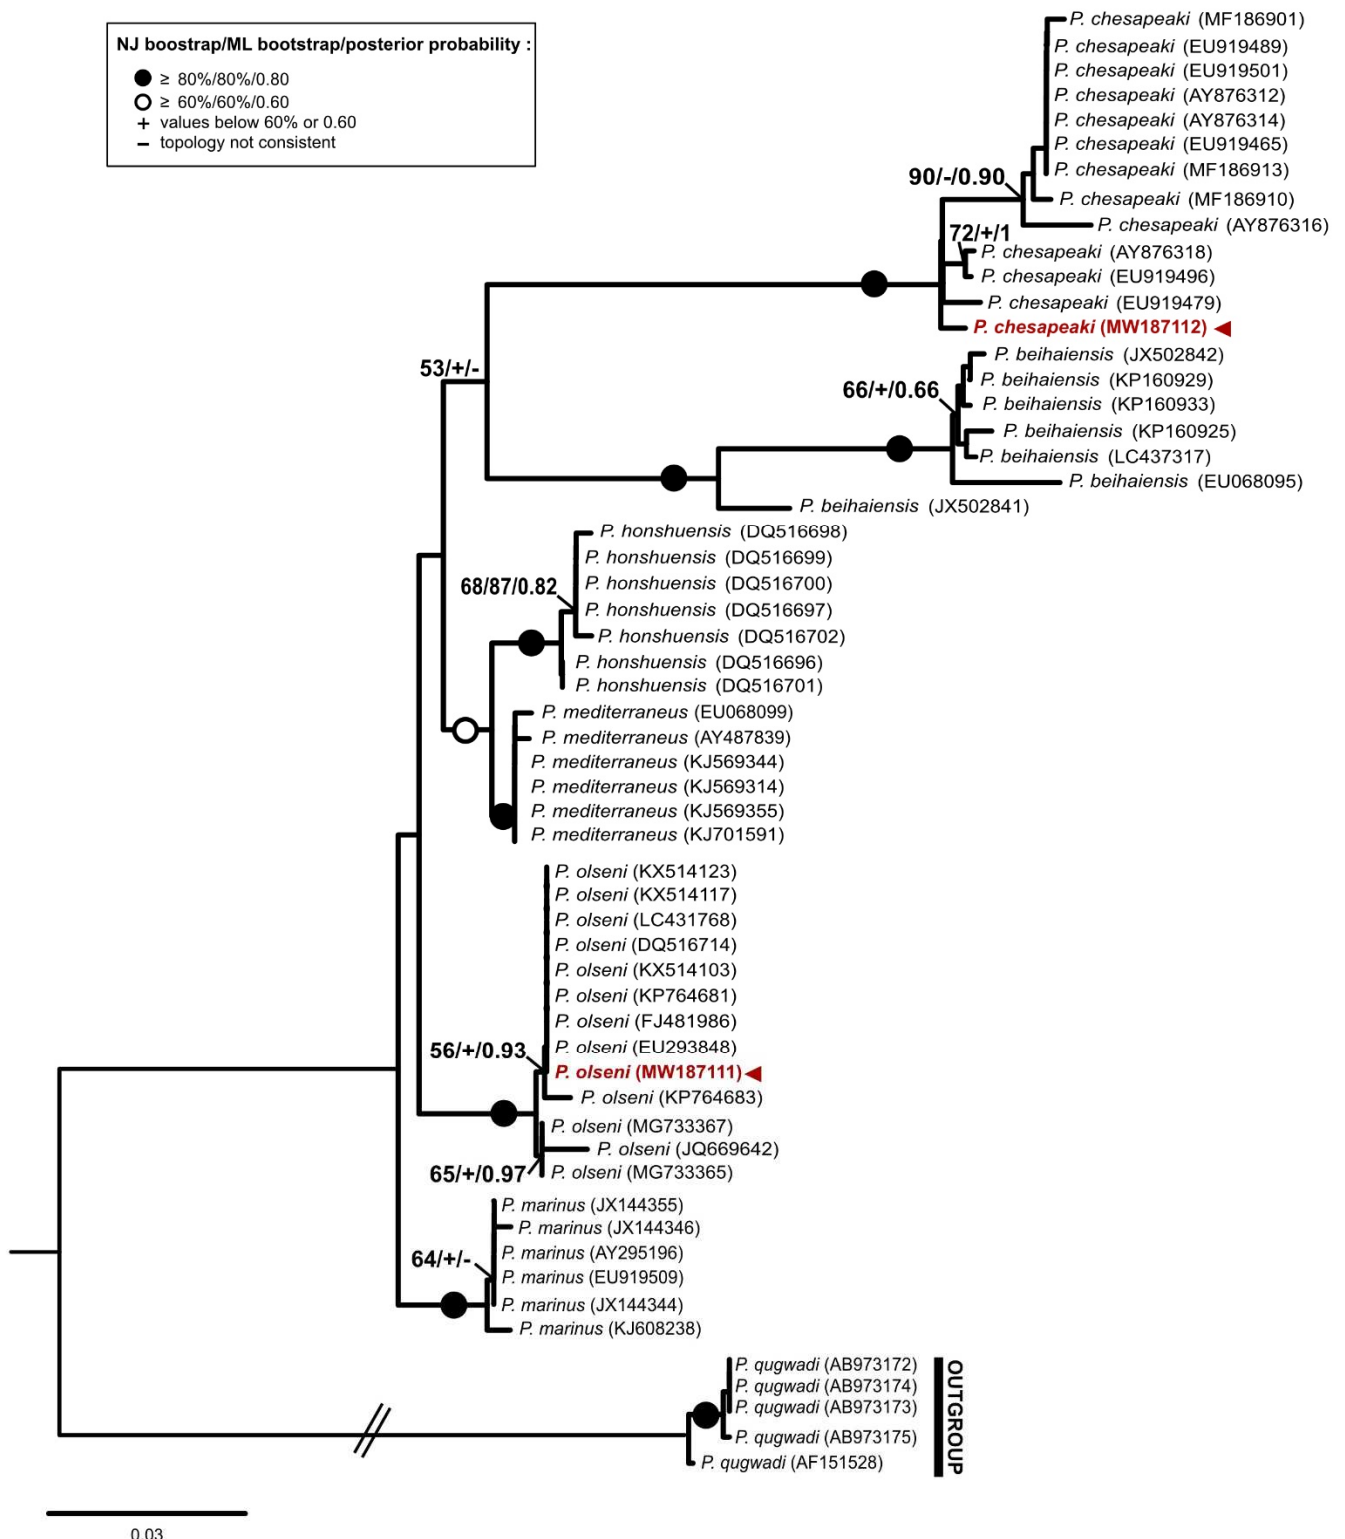 NJ boostrap/ML bootstrap/posterior probability :
≥ 80%/80%/0.80
≥ 60%/60%/0.60
+ values below 60% or 0.60
− topology not consistent
P. chesapeaki (MF186901)
P. chesapeaki (EU919489)
P. chesapeaki (EU919501)
P. chesapeaki (AY876312)
P. chesapeaki (AY876314)
P. chesapeaki (EU919465)
P. chesapeaki (MF186913)
90/-/0.90
P. chesapeaki (MF186910)
P. chesapeaki (AY876316)
72/+/1
P. chesapeaki (AY876318)
P. chesapeaki (EU919496)
P. chesapeaki (EU919479)
P. chesapeaki (MW187112)
P. beihaiensis (JX502842)
53/+/-
P. beihaiensis (KP160929)
66/+/0.66
P. beihaiensis (KP160933)
P. beihaiensis (KP160925)
P. beihaiensis (LC437317)
P. beihaiensis (EU068095)
P. beihaiensis (JX502841)
P. honshuensis (DQ516698)
P. honshuensis (DQ516699)
P. honshuensis (DQ516700)
68/87/0.82
P. honshuensis (DQ516697)
P. honshuensis (DQ516702)
P. honshuensis (DQ516696)
P. honshuensis (DQ516701)
P. mediterraneus (EU068099)
P. mediterraneus (AY487839)
P. mediterraneus (KJ569344)
P. mediterraneus (KJ569314)
P. mediterraneus (KJ569355)
P. mediterraneus (KJ701591)
P. olseni (KX514123)
P. olseni (KX514117)
P. olseni (LC431768)
P. olseni (DQ516714)
P. olseni (KX514103)
P. olseni (KP764681)
P. olseni (FJ481986)
P. olseni (EU293848)
56/+/0.93
P. olseni (MW187111)
P. olseni (KP764683)
P. olseni (MG733367)
P. olseni (JQ669642)
65/+/0.97
P. olseni (MG733365)
P. marinus (JX144355)
P. marinus (JX144346)
P. marinus (AY295196)
64/+/-
P. marinus (EU919509)
P. marinus (JX144344)
P. marinus (KJ608238)
P. qugwadi (AB973172)
P. qugwadi (AB973174)
P. qugwadi (AB973173)
P. qugwadi (AB973175)
P. qugwadi (AF151528)
OUTGROUP
0.03